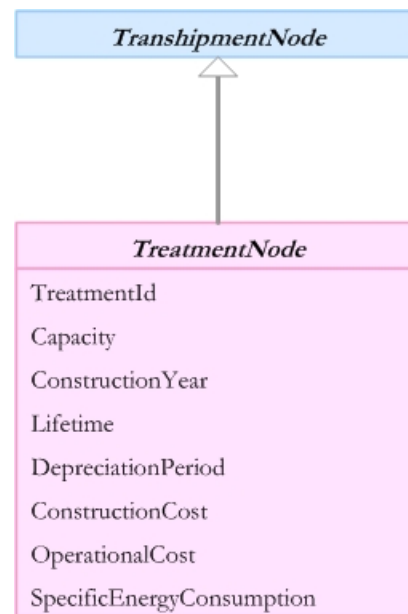 TranshipmentNode
TreatmentNode
TreatmentId
Capacity
ConstructionYear
Lifetime
DepreciationPeriod
ConstructionCost
OperationalCost
SpecificEnergyConsumption